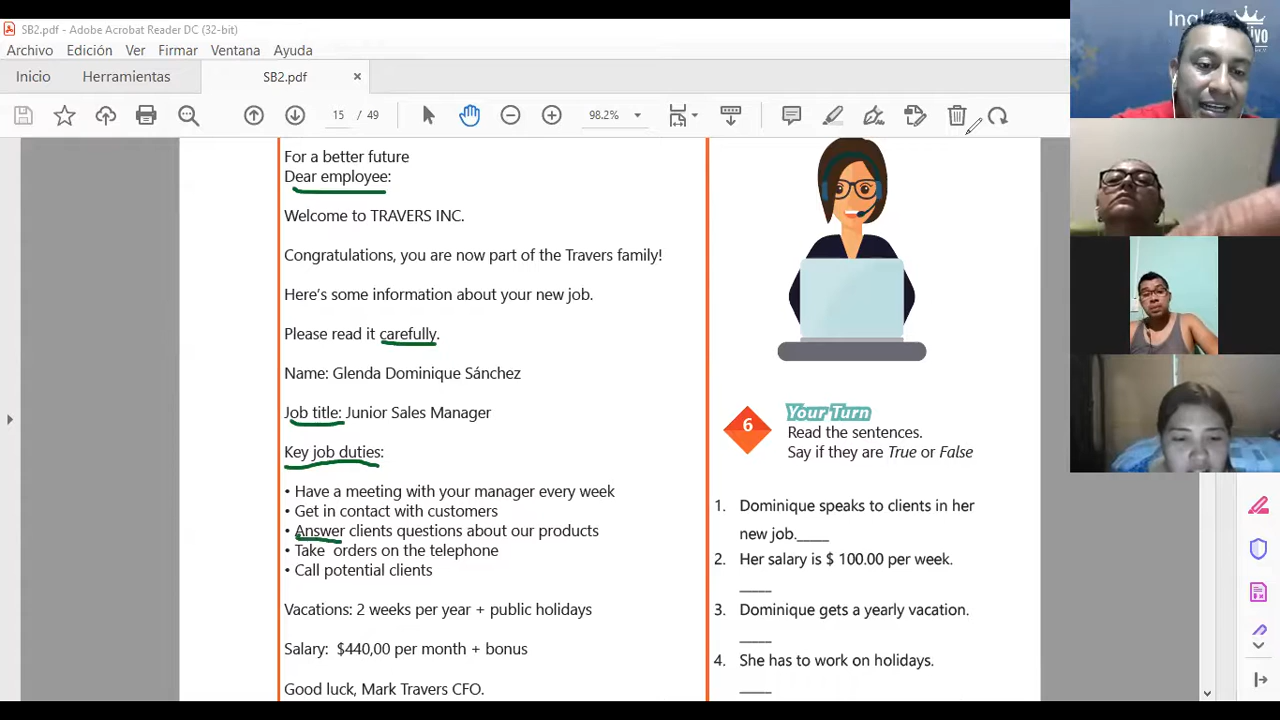 SB2.pdf - Adobe Acrobat Reader DC (32-bit)
Archivo Edición Ver Firmar Ventana Ayuda
Inicio Herramientas SB2.pdf ×
15 / 49 98.2%
For a better future
Dear employee:
Welcome to TRAVERS INC.
Congratulations, you are now part of the Travers family!
Here's some information about your new job.
Please read it carefully.
Name: Glenda Dominique Sánchez
Job title: Junior Sales Manager
Key job duties:
• Have a meeting with your manager every week
• Get in contact with customers
• Answer clients questions about our products
• Take orders on the telephone
• Call potential clients
Vacations: 2 weeks per year + public holidays
Salary: $440,00 per month + bonus
Good luck, Mark Travers CFO.
6
Your Turn
Read the sentences.
Say if they are True or False
1. Dominique speaks to clients in her
new job.____
2. Her salary is $ 100.00 per week.
____
3. Dominique gets a yearly vacation.
____
4. She has to work on holidays.
____